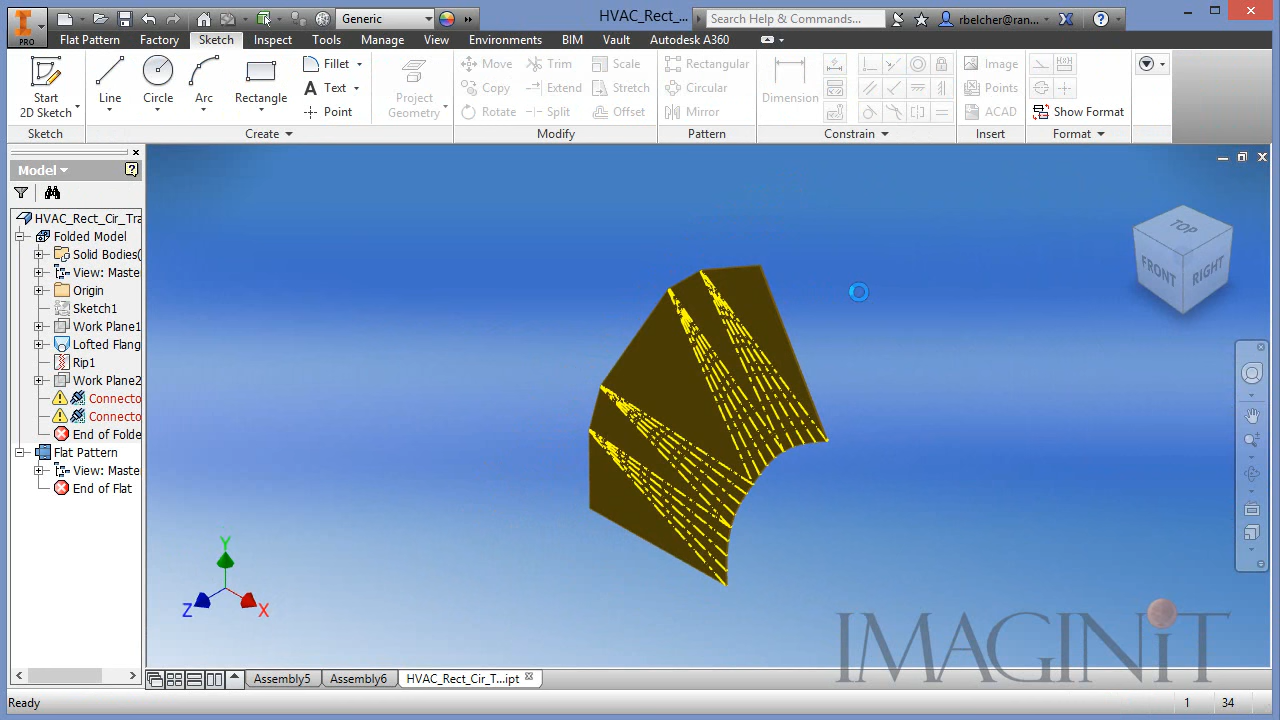 PRO
Generic
HVAC_Rect_...
Search Help & Commands...
rbelcher@ran...
Flat Pattern Factory Sketch Inspect Tools Manage View Environments BIM Vault Autodesk A360
Start
2D Sketch
Line
Circle
Arc
Rectangle
Fillet
Text
Point
Project
Geometry
Move
Copy
Rotate
Trim
Extend
Split
Scale
Stretch
Offset
Rectangular
Circular
Mirror
Dimension
Image
Points
ACAD
Show Format
Sketch
Create
Modify
Pattern
Constrain
Insert
Format
Model
HVAC_Rect_Cir_Tra
Folded Model
Solid Bodies(
View: Maste
Origin
Sketch1
Work Plane1
Lofted Flang
Rip1
Work Plane2
Connecto
Connecto
End of Folde
Flat Pattern
View: Maste
End of Flat
TOP
FRONT
RIGHT
Y
Z
X
IMAGINiT
Assembly5
Assembly6
HVAC_Rect_Cir_T...ipt
Ready
1
34